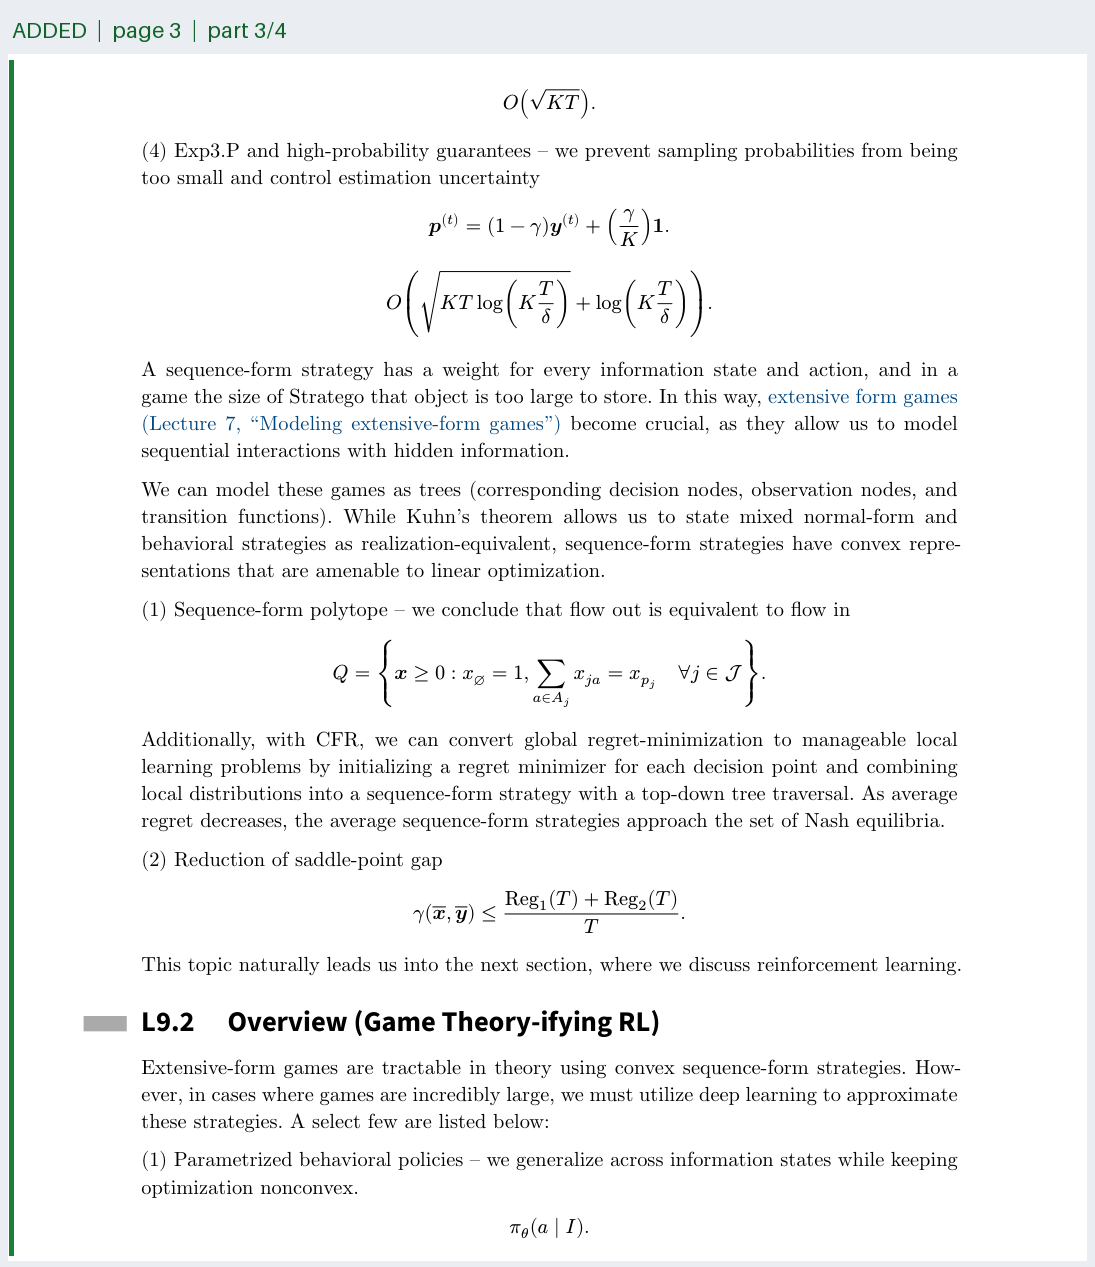 ADDED | page 3 | part 3/4
O(√KT).
(4) Exp3.P and high-probability guarantees – we prevent sampling probabilities from being
too small and control estimation uncertainty
p^(t) = (1 − γ)y^(t) + (γ/K)1.
O(√(KT log(K T/δ)) + log(K T/δ)).
A sequence-form strategy has a weight for every information state and action, and in a
game the size of Stratego that object is too large to store. In this way, extensive form games
(Lecture 7, “Modeling extensive-form games”) become crucial, as they allow us to model
sequential interactions with hidden information.
We can model these games as trees (corresponding decision nodes, observation nodes, and
transition functions). While Kuhn’s theorem allows us to state mixed normal-form and
behavioral strategies as realization-equivalent, sequence-form strategies have convex repre-
sentations that are amenable to linear optimization.
(1) Sequence-form polytope – we conclude that flow out is equivalent to flow in
Q = {x ≥ 0 : x_∅ = 1, ∑_{a∈A_j} x_{ja} = x_{p_j} ∀j ∈ 𝒥}.
Additionally, with CFR, we can convert global regret-minimization to manageable local
learning problems by initializing a regret minimizer for each decision point and combining
local distributions into a sequence-form strategy with a top-down tree traversal. As average
regret decreases, the average sequence-form strategies approach the set of Nash equilibria.
(2) Reduction of saddle-point gap
γ(x̅, y̅) ≤ (Reg₁(T) + Reg₂(T))/T.
This topic naturally leads us into the next section, where we discuss reinforcement learning.
L9.2 Overview (Game Theory-ifying RL)
Extensive-form games are tractable in theory using convex sequence-form strategies. How-
ever, in cases where games are incredibly large, we must utilize deep learning to approximate
these strategies. A select few are listed below:
(1) Parametrized behavioral policies – we generalize across information states while keeping
optimization nonconvex.
π_θ(a | I).